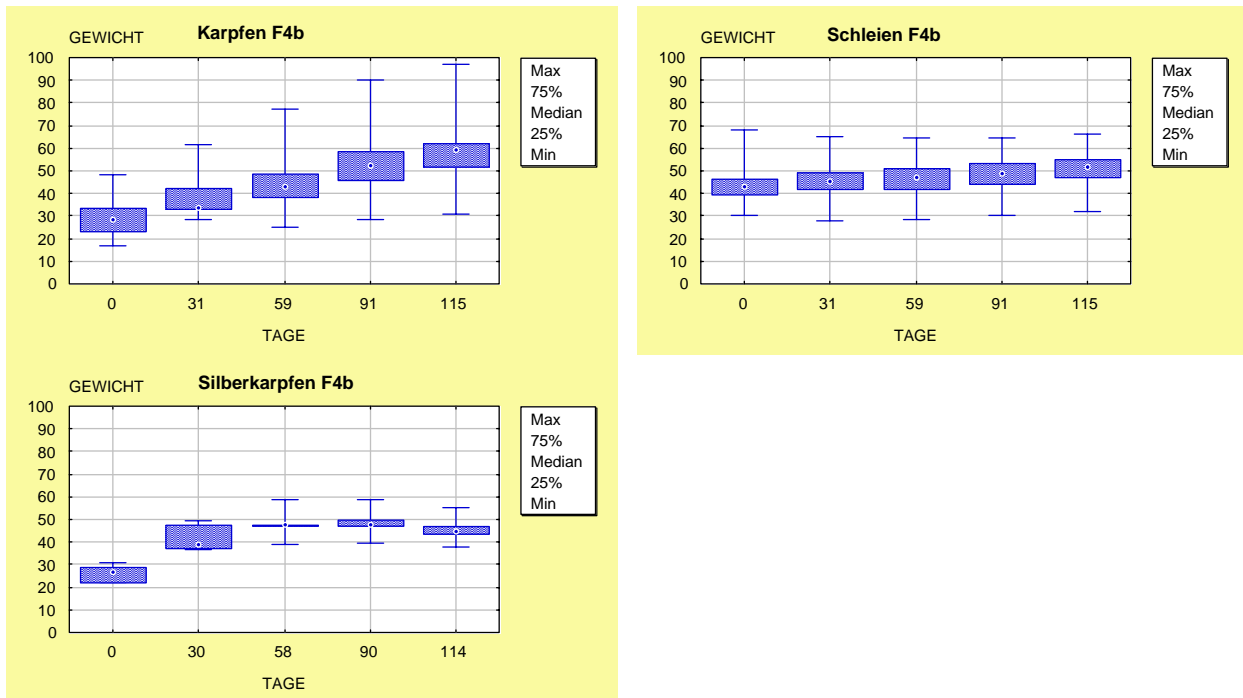 GEWICHT
Karpfen F4b
100
90
80
70
60
50
40
30
20
10
0
0 31 59 91 115
TAGE
Max
75%
Median
25%
Min
GEWICHT
Schleien F4b
100
90
80
70
60
50
40
30
20
10
0
0 31 59 91 115
TAGE
Max
75%
Median
25%
Min
GEWICHT
Silberkarpfen F4b
100
90
80
70
60
50
40
30
20
10
0
0 30 58 90 114
TAGE
Max
75%
Median
25%
Min